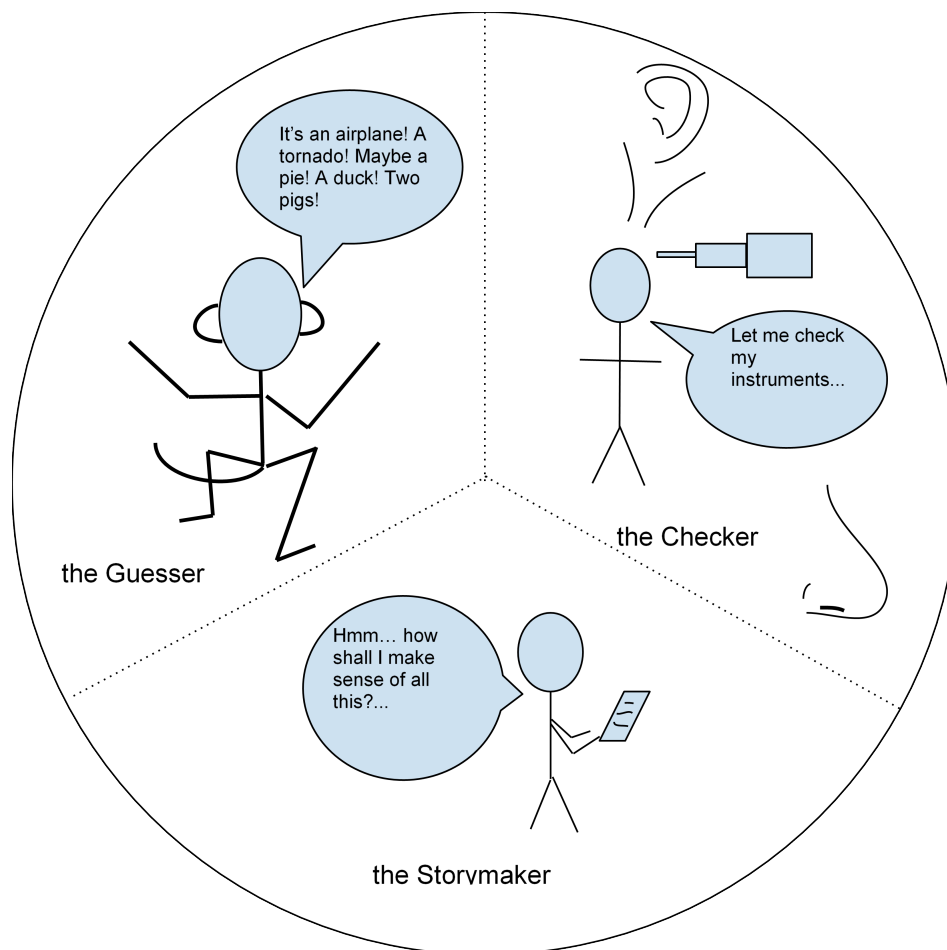 It's an airplane! A
tornado! Maybe a
pie! A duck! Two
pigs!
the Guesser
Let me check
my
instruments...
the Checker
Hmm... how
shall I make
sense of all
this?...
the Storymaker